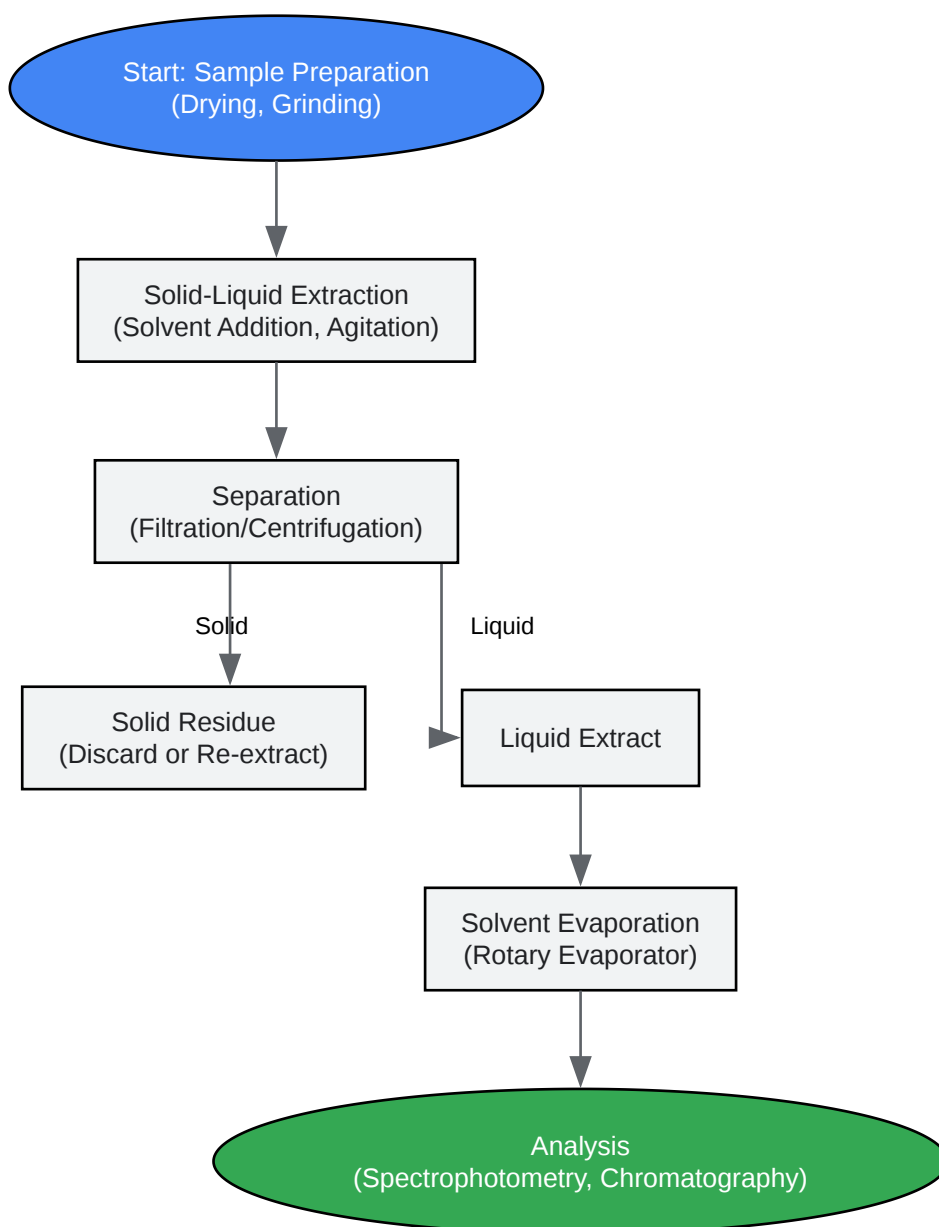 Start: Sample Preparation
(Drying, Grinding)
Solid-Liquid Extraction
(Solvent Addition, Agitation)
Separation
(Filtration/Centrifugation)
Solid
Liquid
Solid Residue
(Discard or Re-extract)
Liquid Extract
Solvent Evaporation
(Rotary Evaporator)
Analysis
(Spectrophotometry, Chromatography)